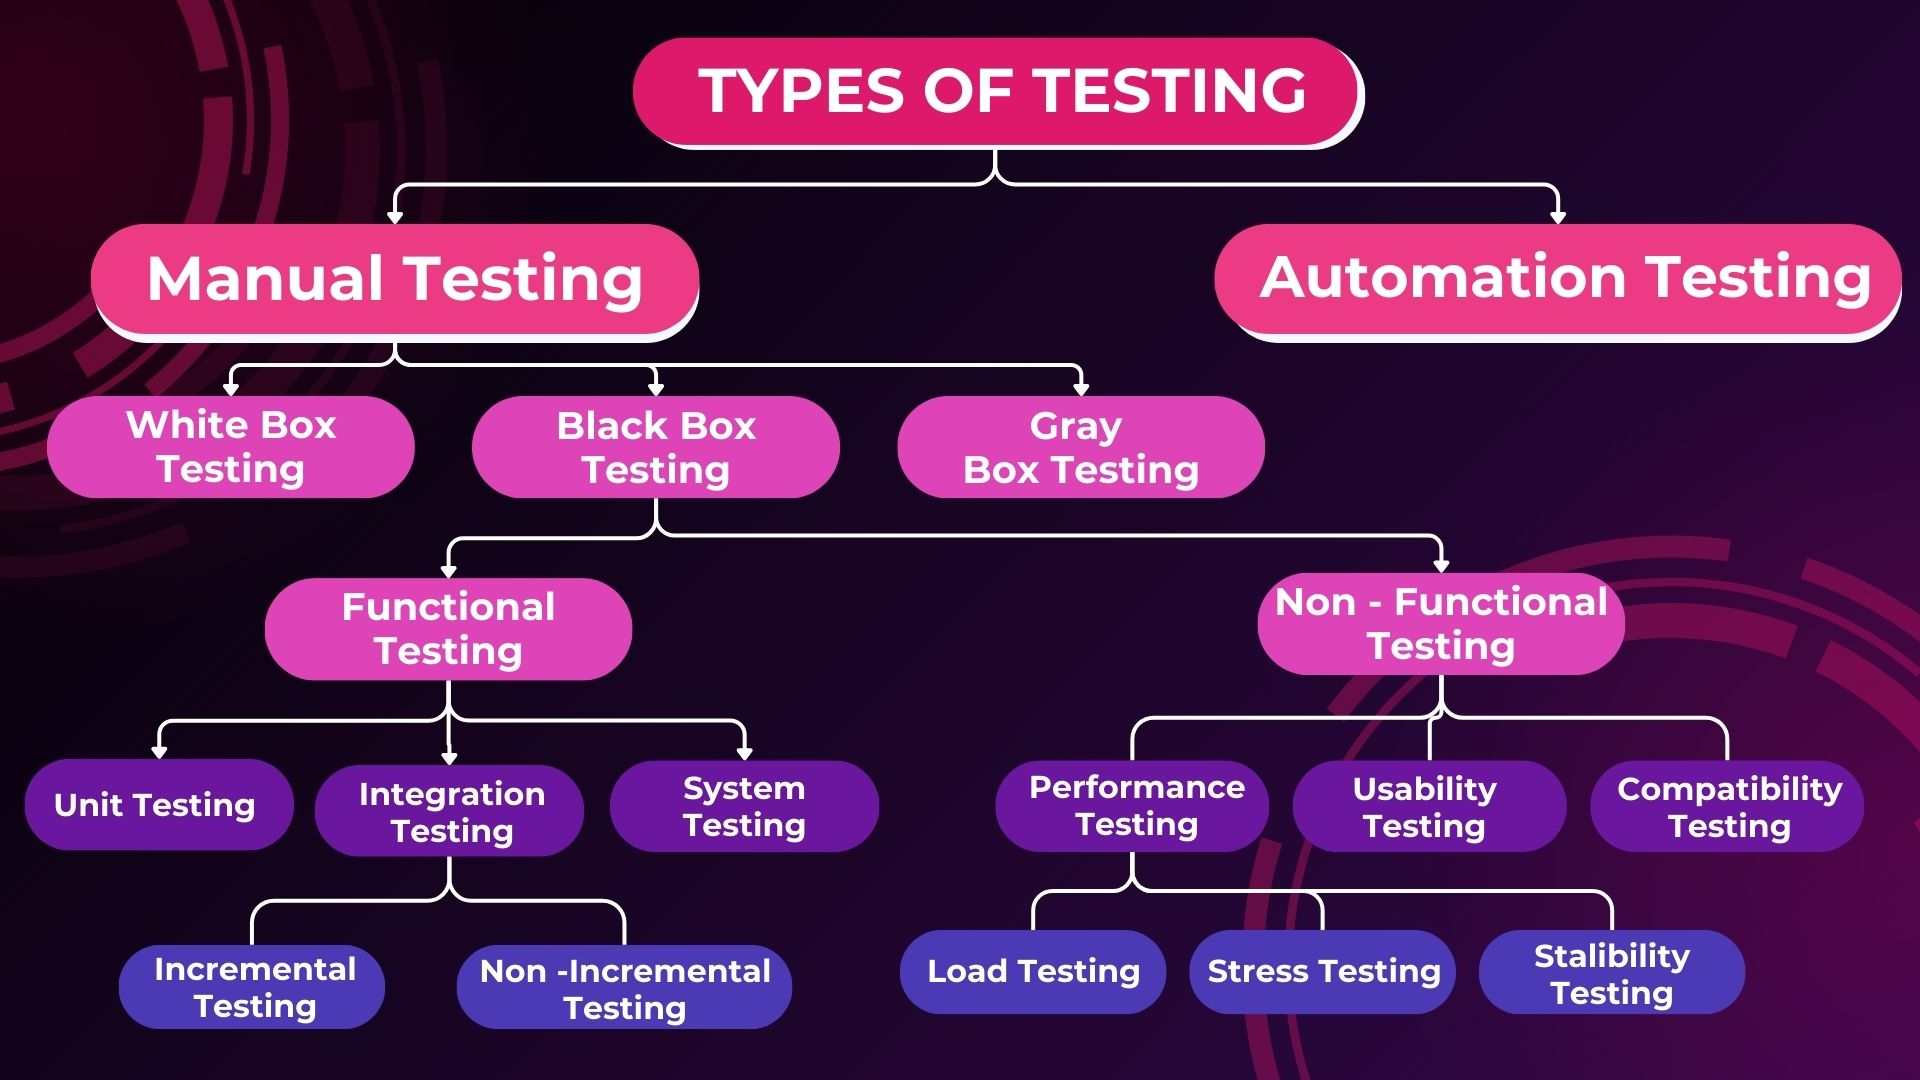 TYPES OF TESTING
Manual Testing
Automation Testing
White Box
Testing
Black Box
Testing
Gray
Box Testing
Functional
Testing
Non - Functional
Testing
Unit Testing
Integration
Testing
System
Testing
Performance
Testing
Usability
Testing
Compatibility
Testing
Incremental
Testing
Non -Incremental
Testing
Load Testing
Stress Testing
Stalibility
Testing